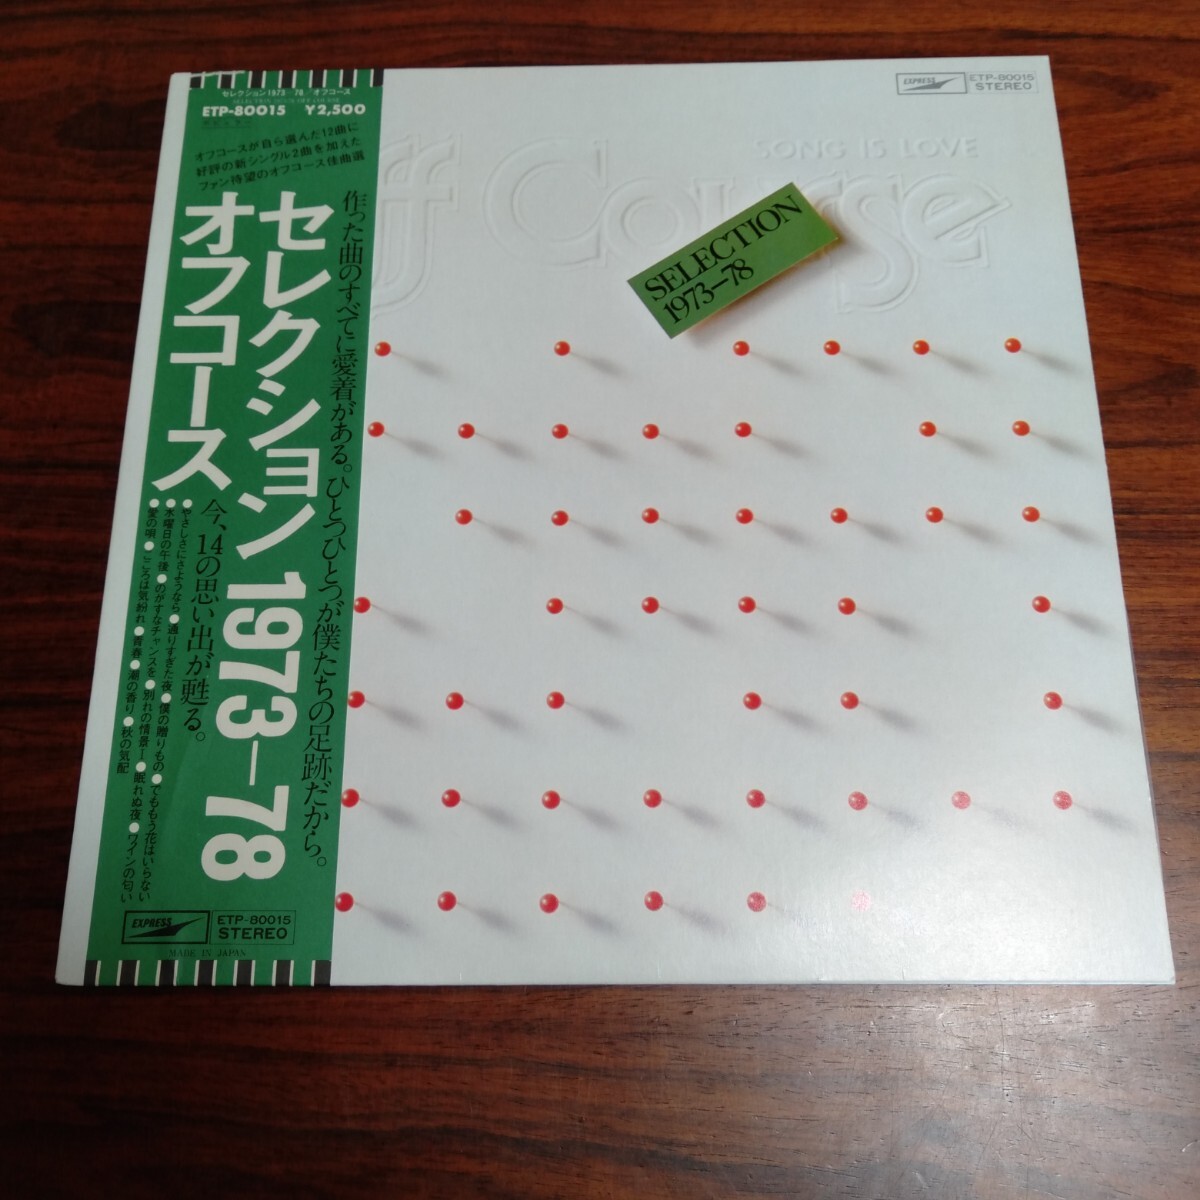 セレクション1973-78/オフコース
ETP-80015 ¥2,500
オフコースが自ら選んだ12曲に
好評の新シングル2曲を加えた
ファン待望のオフコース佳曲選
作った曲のすべてに愛着がある。ひとつひとつが僕たちの足跡だから。
セレクション1973-78
オフコース
今、14の思い出が甦る。
●やさしさにさようなら●通りすぎた夜●僕の贈りもの●でももう花はいらない
●水曜日の午後●のがすなチャンスを●別れの情景I●眠れぬ夜●ワインの匂い
●愛の唄●こころは気紛れ●青春●潮の香り●秋の気配
EXPRESS
ETP-80015
STEREO
MADE IN JAPAN
EXPRESS
ETP-80015
STEREO
SONG IS LOVE
ff Course
SELECTION
1973-78